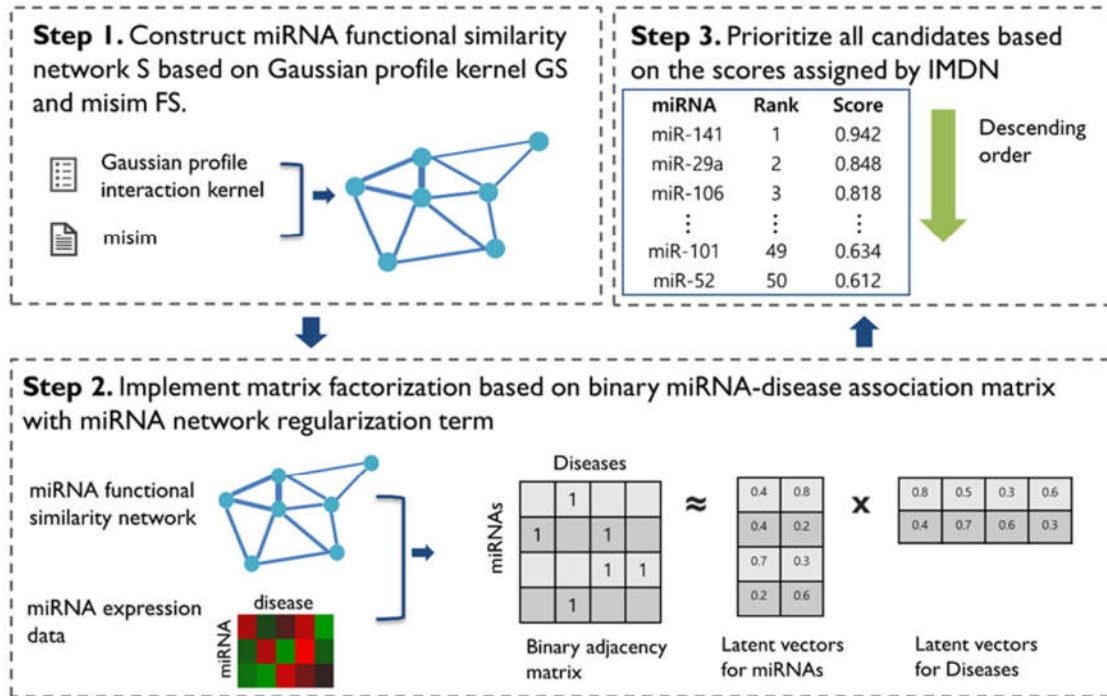 Step 1. Construct miRNA functional similarity
network S based on Gaussian profile kernel GS
and misim FS.
Gaussian profile
interaction kernel
misim
Step 3. Prioritize all candidates based
on the scores assigned by IMDN
miRNA Rank Score
miR-141 1 0.942
miR-29a 2 0.848
miR-106 3 0.818
⋮ ⋮ ⋮
miR-101 49 0.634
miR-52 50 0.612
Descending
order
Step 2. Implement matrix factorization based on binary miRNA-disease association matrix
with miRNA network regularization term
miRNA functional
similarity network
miRNA expression
data
disease
miRNA
Diseases
miRNAs
1
1 1
1 1
1
Binary adjacency
matrix
≈
0.4 0.8
0.4 0.2
0.7 0.3
0.2 0.6
Latent vectors
for miRNAs
x
0.8 0.5 0.3 0.6
0.4 0.7 0.6 0.3
Latent vectors
for Diseases